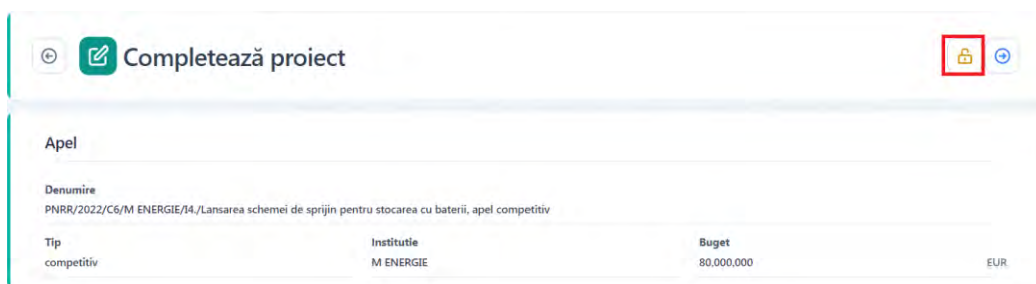 Completează proiect
Apel
Denumire
PNRR/2022/C6/M ENERGIE/I4./Lansarea schemei de sprijin pentru stocarea cu baterii, apel competitiv
Tip Institutie Buget
competitiv M ENERGIE 80,000,000 EUR